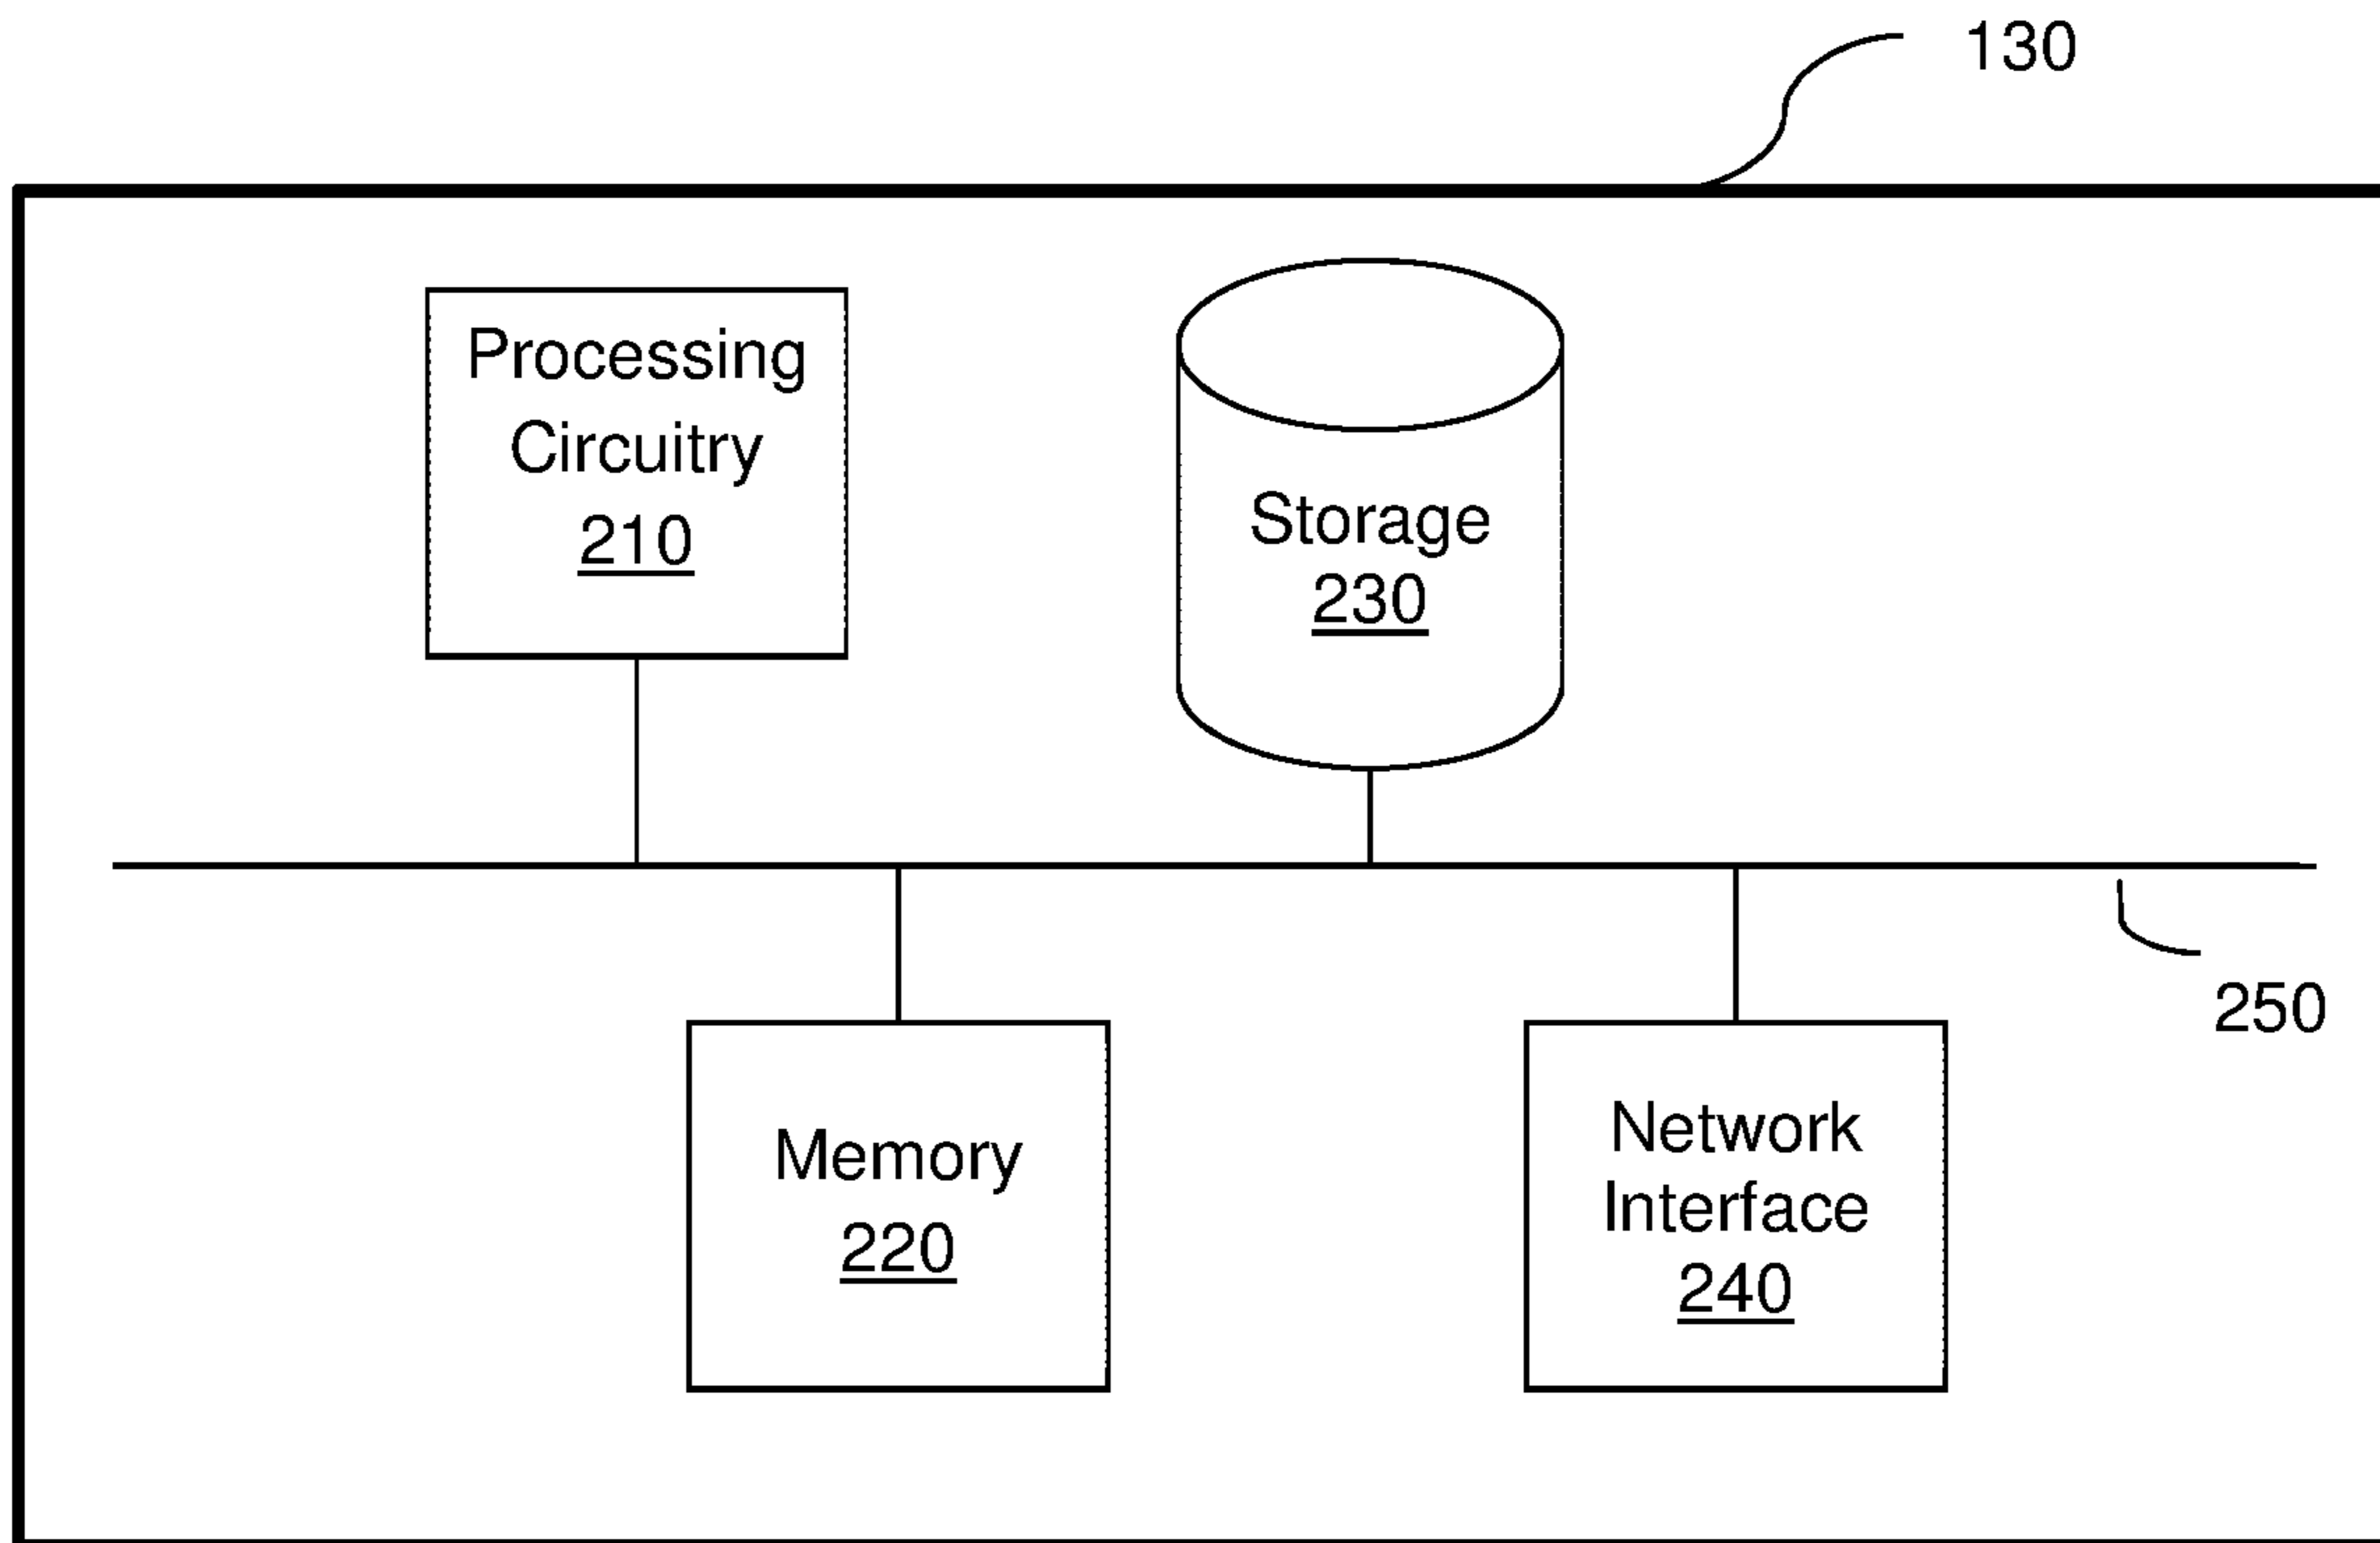 130
Processing
Circuitry
210
Storage
230
250
Memory
220
Network
Interface
240